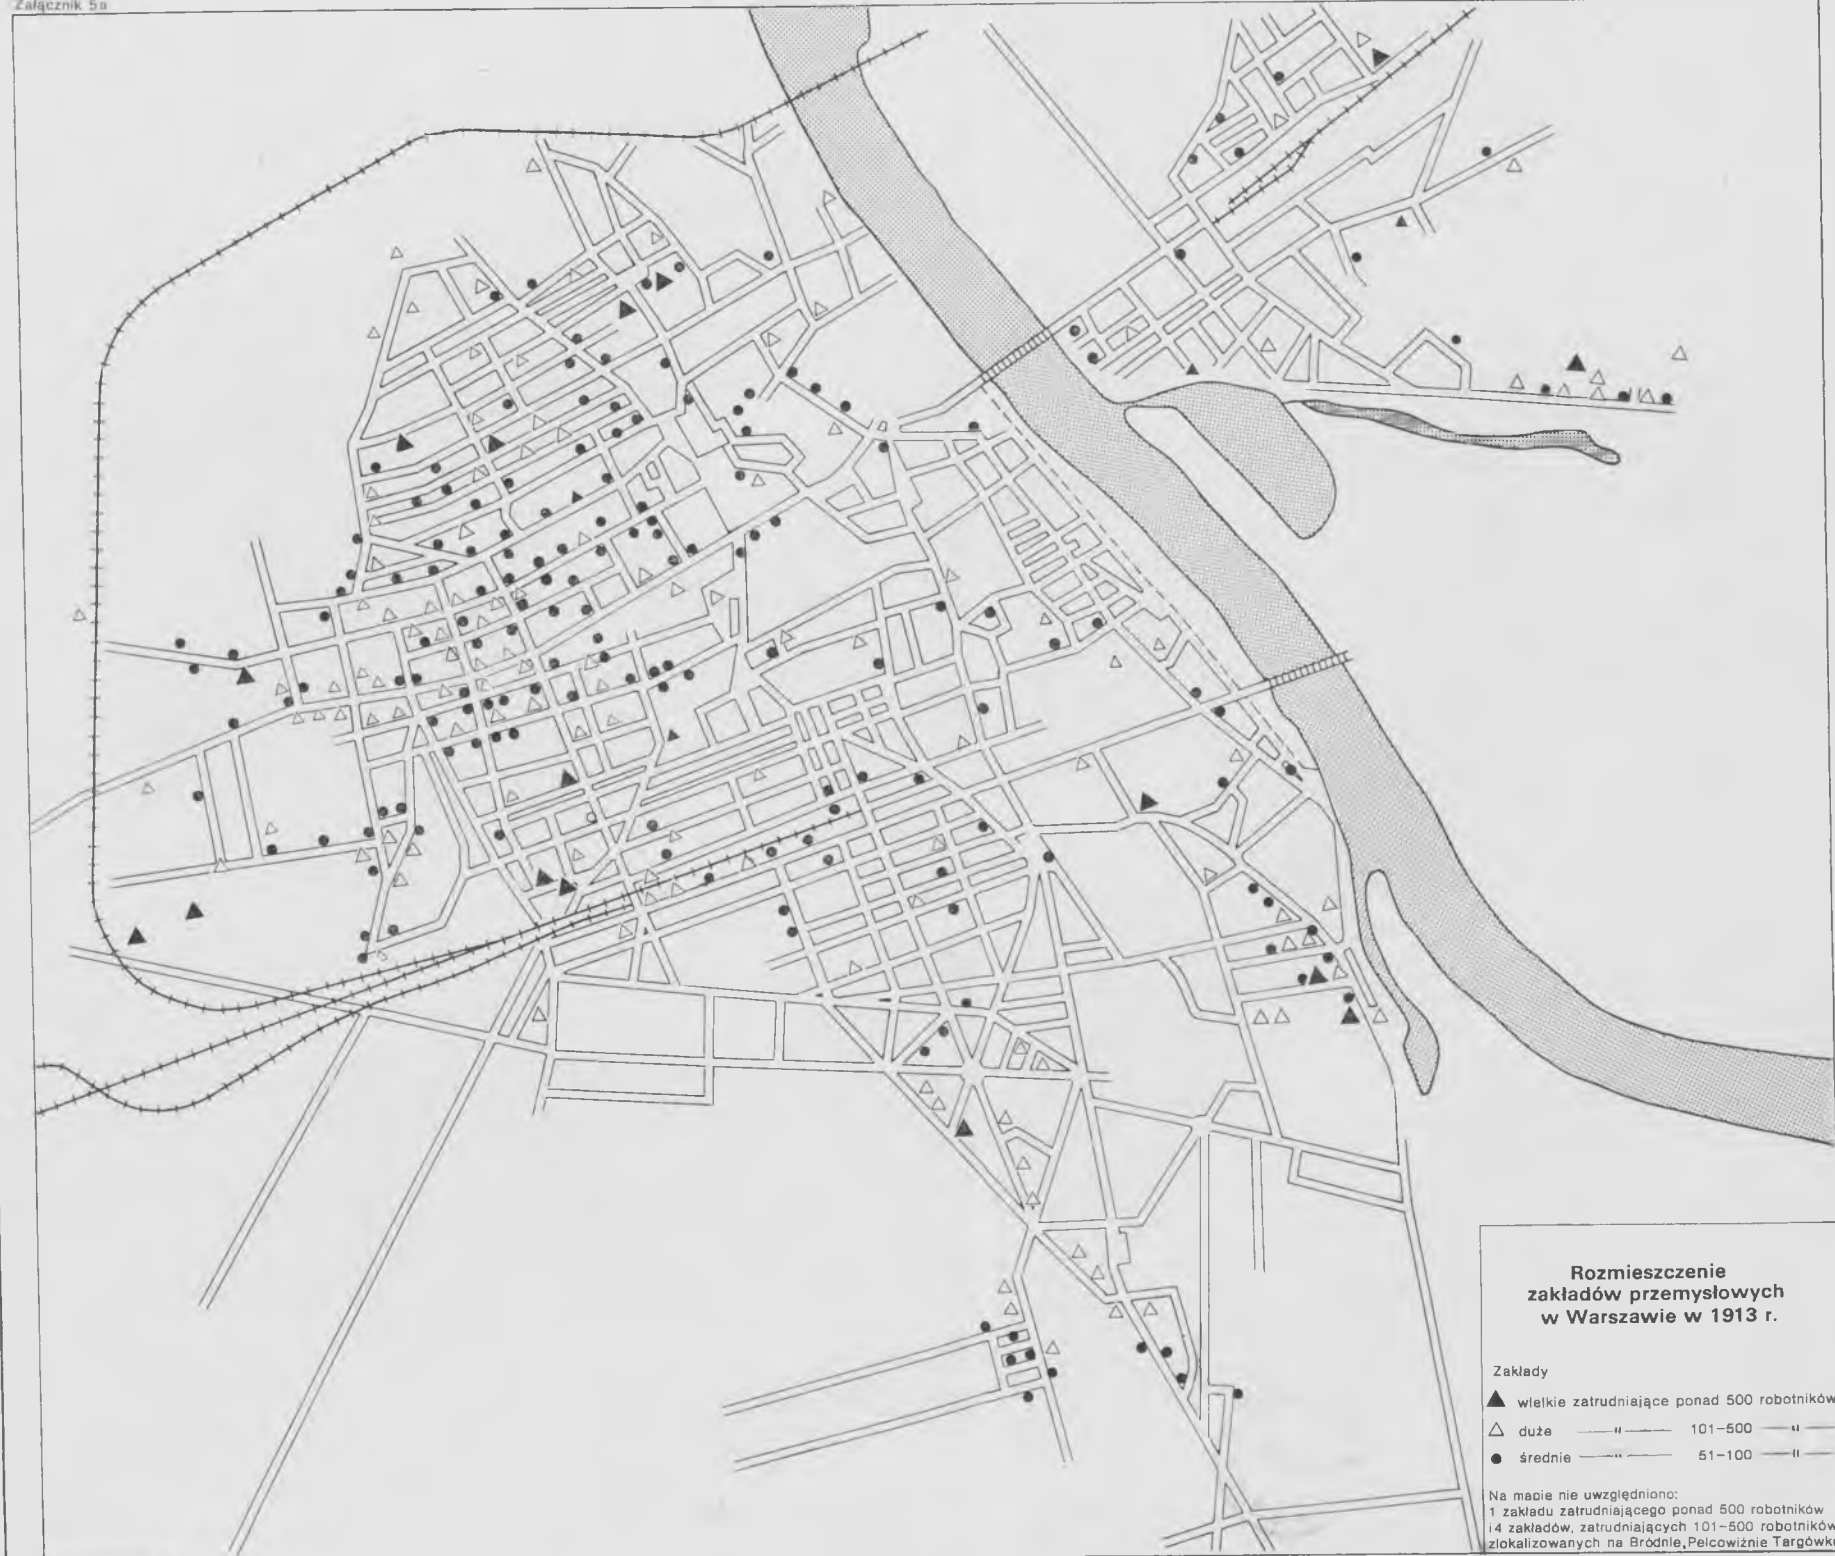 Załącznik 5a
Rozmieszczenie
zakładów przemysłowych
w Warszawie w 1913 r.
Zakłady
wielkie zatrudniające ponad 500 robotników
duże —"— 101–500 —"—
średnie —"— 51–100 —"—
Na mapie nie uwzględniono:
1 zakładu zatrudniającego ponad 500 robotników
i 4 zakładów, zatrudniających 101–500 robotników
zlokalizowanych na Bródnie, Pelcowiźnie Targówk